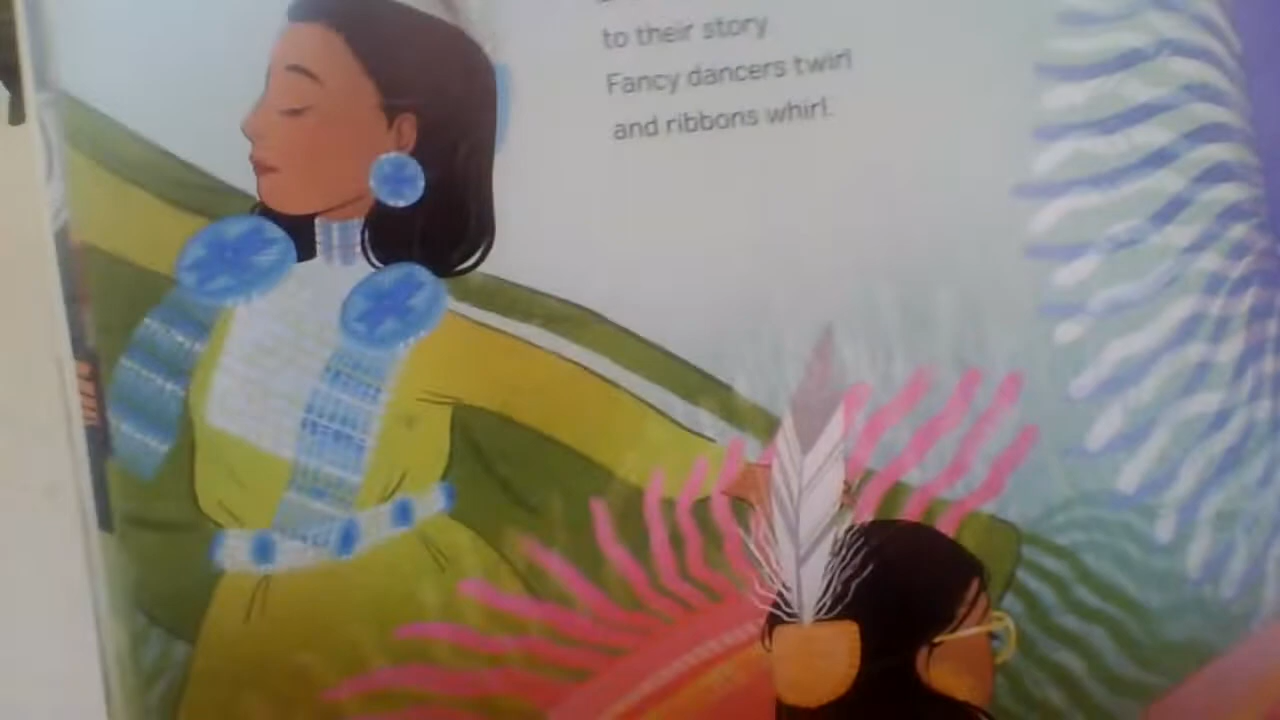 to their story
Fancy dancers twirl
and ribbons whirl.